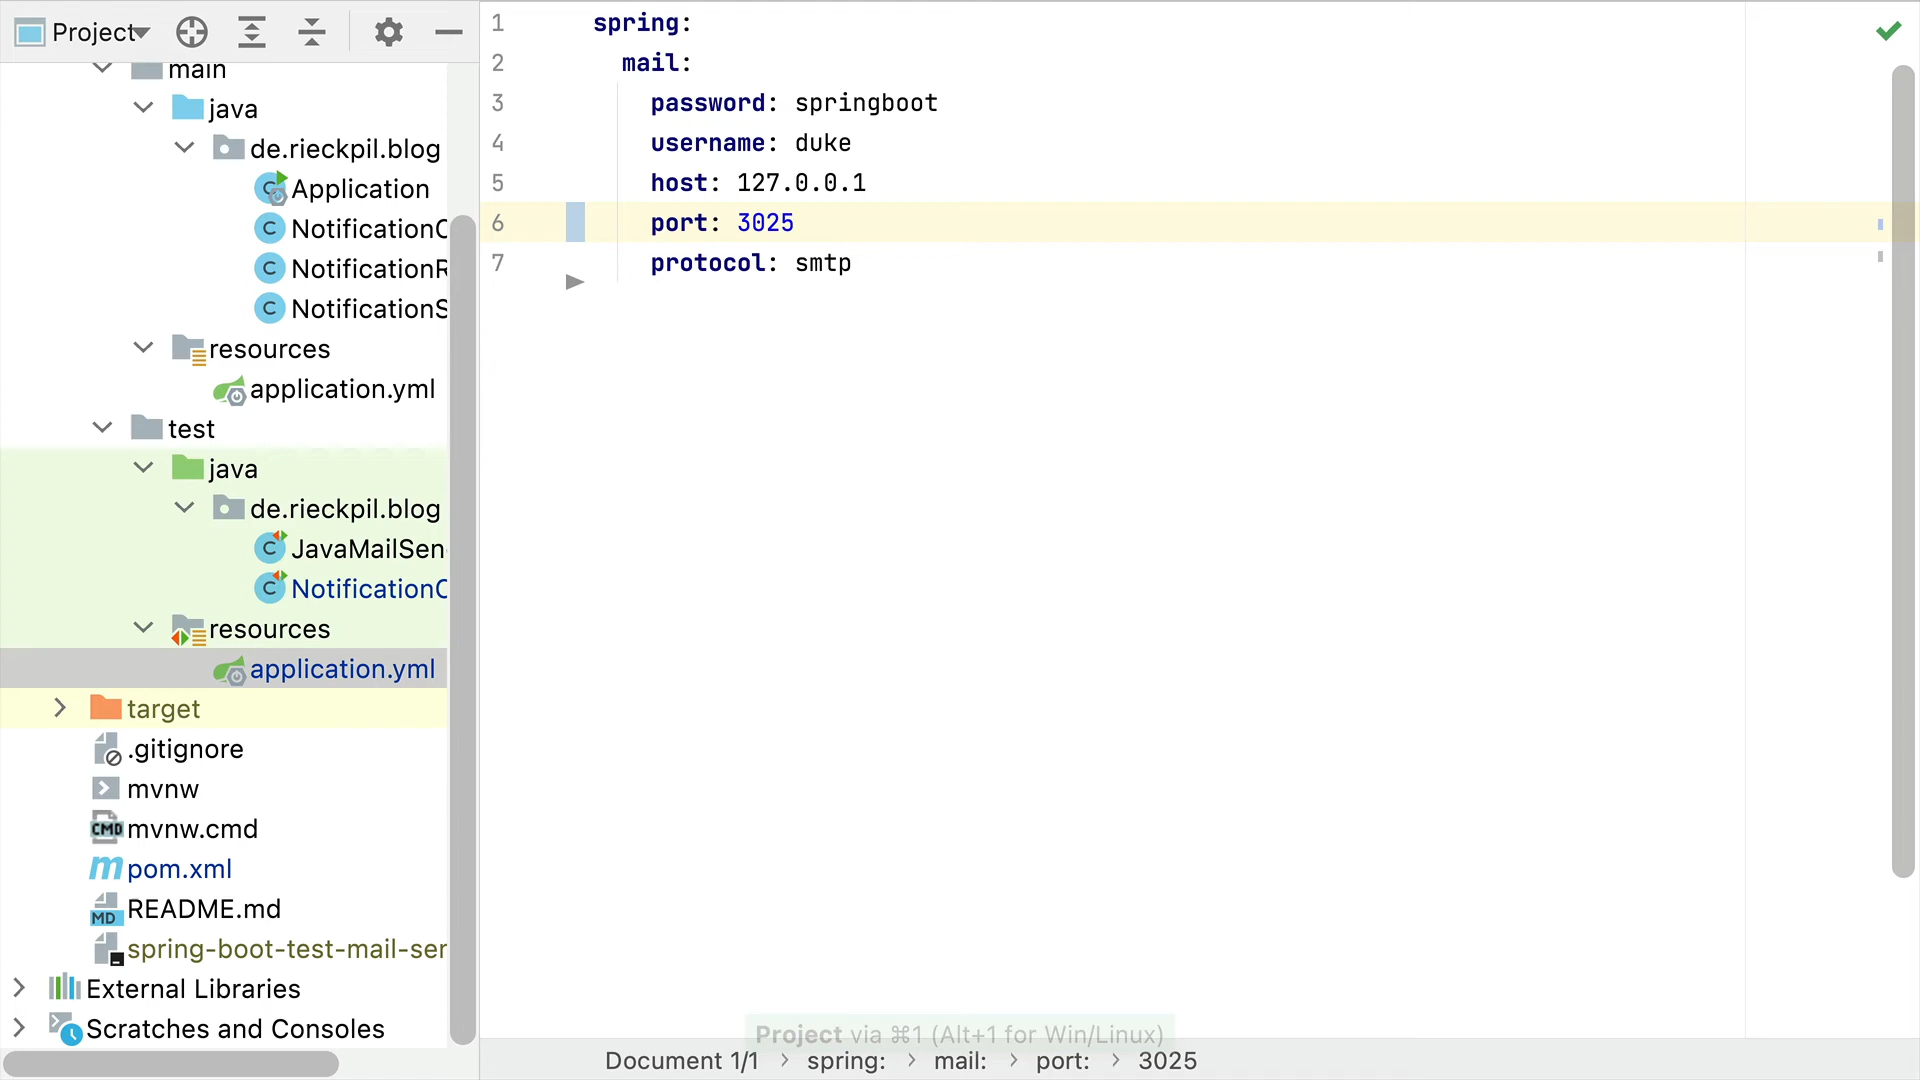 Project
main
java
de.rieckpil.blog
Application
NotificationC
NotificationR
NotificationS
resources
application.yml
test
java
de.rieckpil.blog
JavaMailSen
NotificationC
resources
application.yml
target
.gitignore
mvnw
CMD mvnw.cmd
m pom.xml
MD README.md
spring-boot-test-mail-ser
External Libraries
Scratches and Consoles
1 spring:
2 mail:
3 password: springboot
4 username: duke
5 host: 127.0.0.1
6 port: 3025
7 protocol: smtp
Project via ⌘1 (Alt+1 for Win/Linux)
Document 1/1 › spring: › mail: › port: › 3025